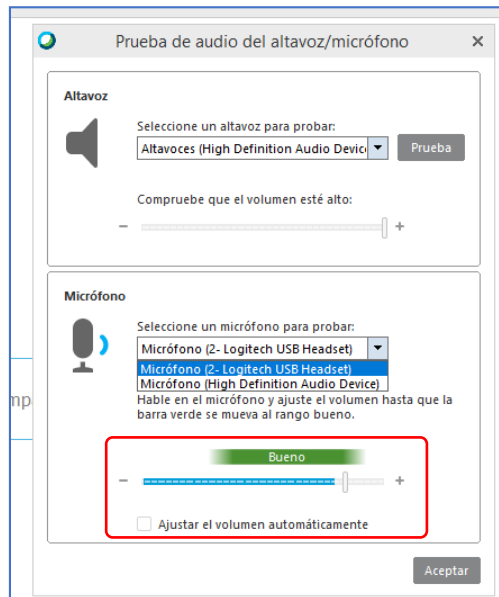 Prueba de audio del altavoz/micrófono
Altavoz
Seleccione un altavoz para probar:
Altavoces (High Definition Audio Devic
Prueba
Compruebe que el volumen esté alto:
Micrófono
Seleccione un micrófono para probar:
Micrófono (2- Logitech USB Headset)
Micrófono (2- Logitech USB Headset)
Micrófono (High Definition Audio Device)
Hable en el micrófono y ajuste el volumen hasta que la
barra verde se mueva al rango bueno.
mp
Bueno
Ajustar el volumen automáticamente
Aceptar